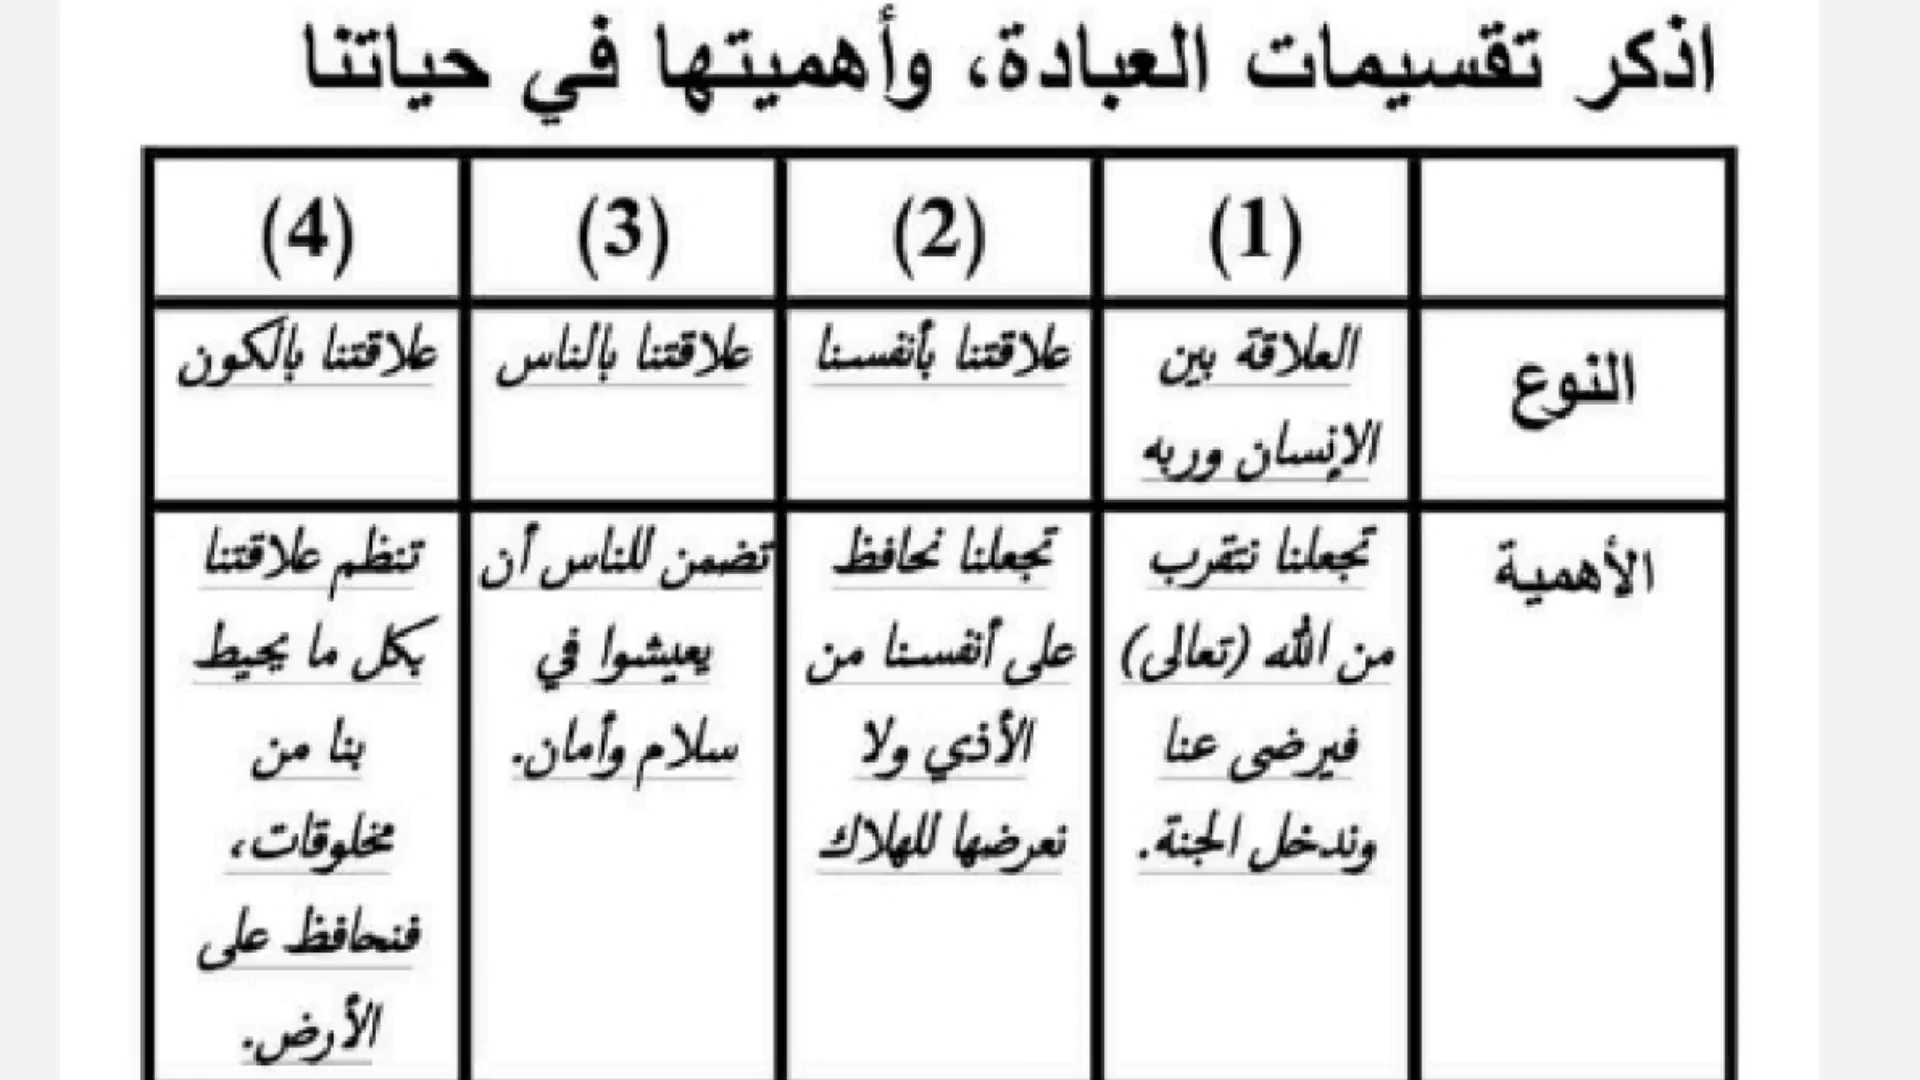 اذكر تقسيمات العبادة، وأهميتها في حياتنا
(1) (2) (3) (4)
النوع
العلاقة بين
الإنسان وربه
علاقتنا بأنفسنا
علاقتنا بالناس
علاقتنا بالكون
الأهمية
تجعلنا نتقرب
من الله (تعالى)
فيرضى عنا
وندخل الجنة.
تجعلنا نحافظ
على أنفسنا من
الأذي ولا
نعرضها للهلاك
تضمن للناس أن
يعيشوا في
سلام وأمان.
تنظم علاقتنا
بكل ما يحيط
بنا من
مخلوقات،
فنحافظ على
الأرض.